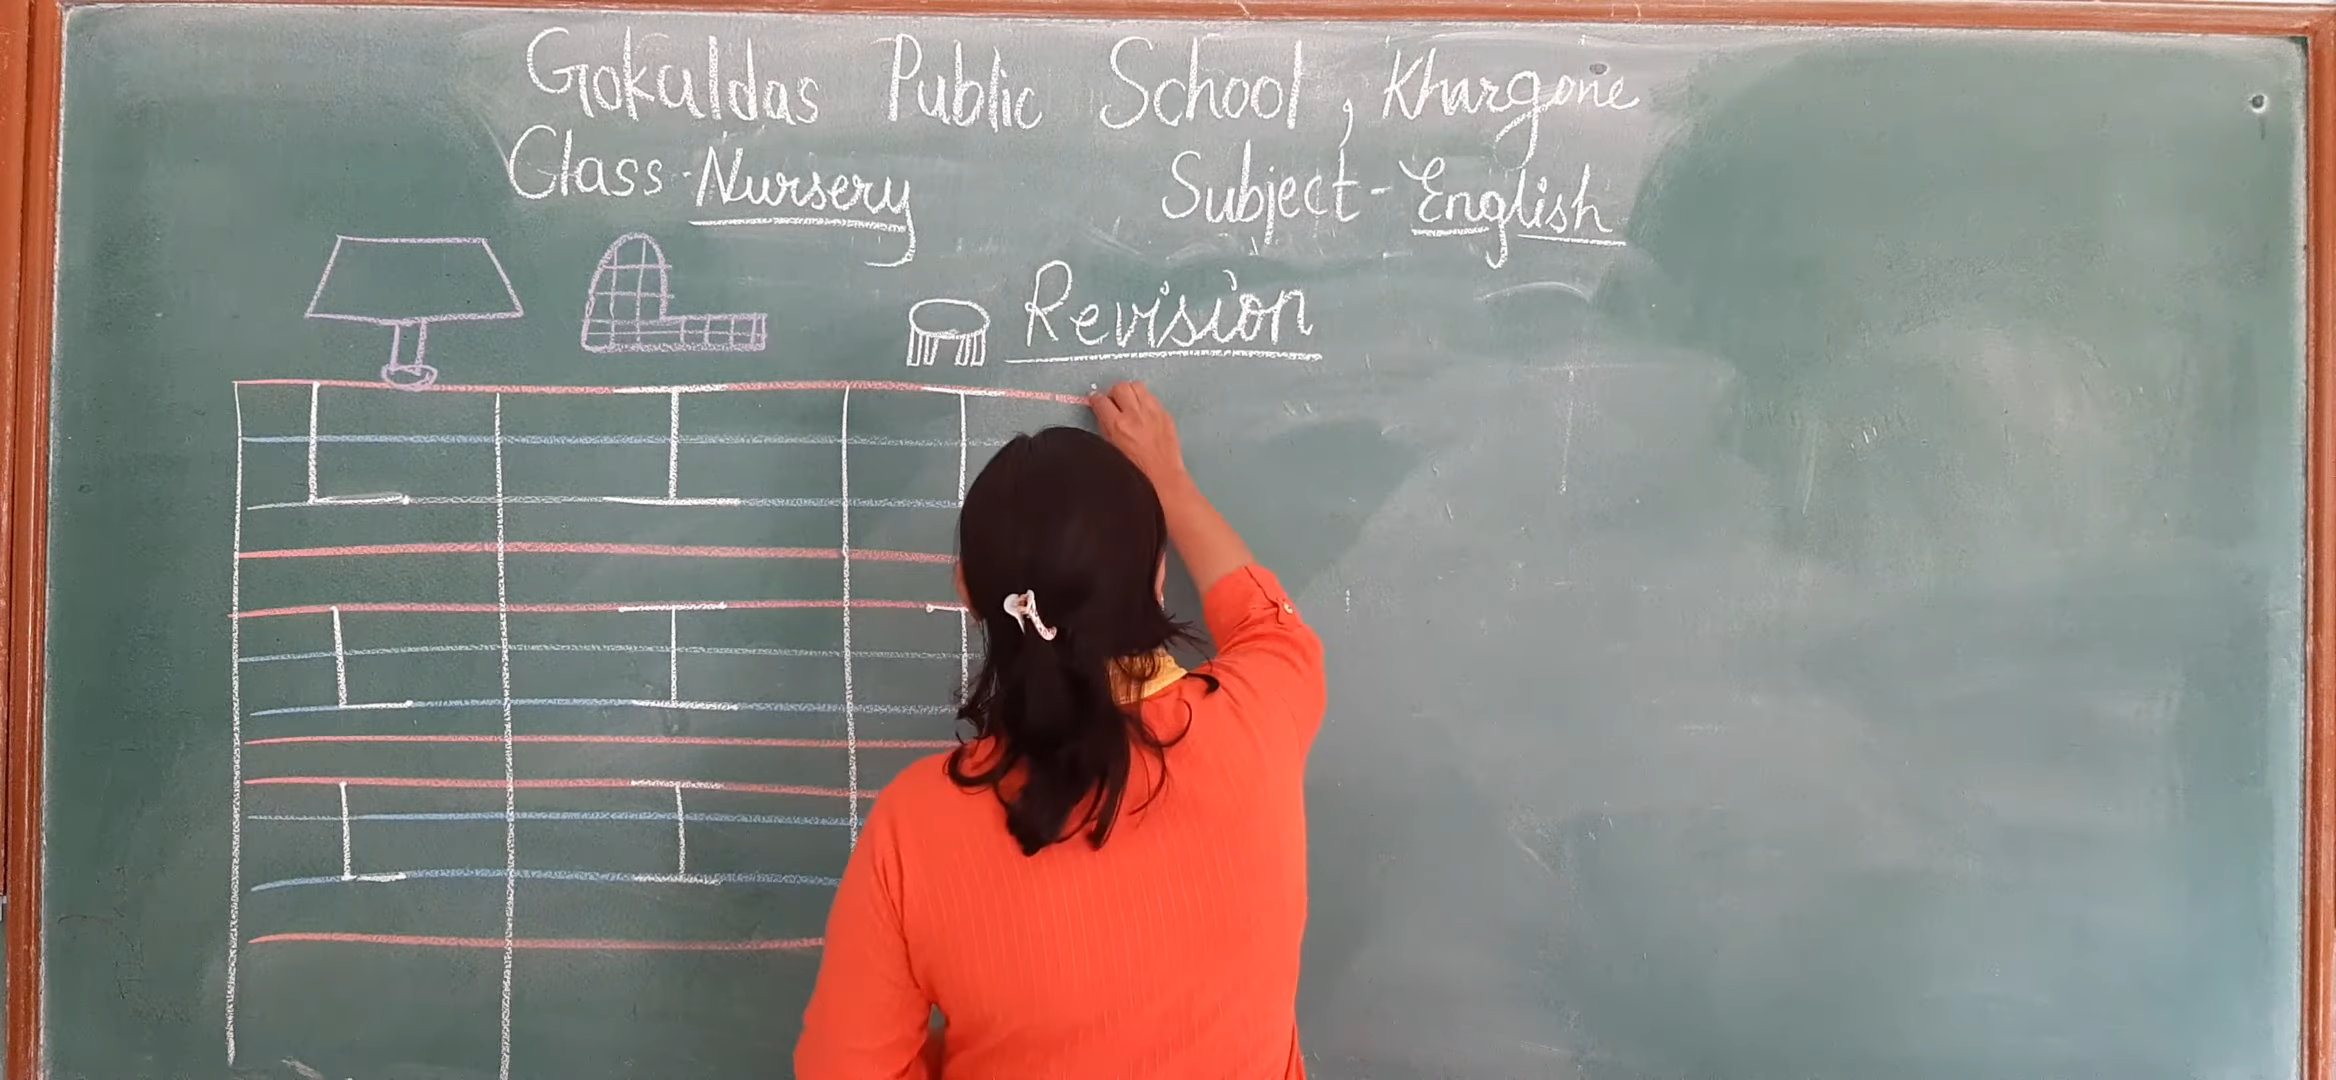 Gokuldas Public School, Khargone
Class-Nursery Subject-English
Revision
L I T
L I T
L I